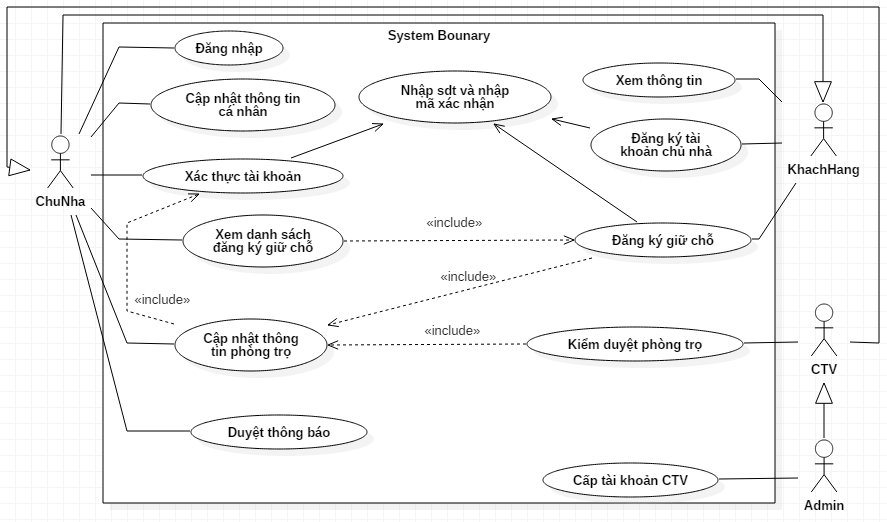 System Bounary
Đăng nhập
Cập nhật thông tin
cá nhân
Nhập sdt và nhập
mã xác nhận
Xem thông tin
Đăng ký tài
khoản chủ nhà
KhachHang
ChuNha
Xác thực tài khoản
Xem danh sách
đăng ký giữ chỗ
«include»
Đăng ký giữ chỗ
«include»
«include»
Cập nhật thông
tin phòng trọ
«include»
Kiểm duyệt phòng trọ
CTV
Duyệt thông báo
Cấp tài khoản CTV
Admin